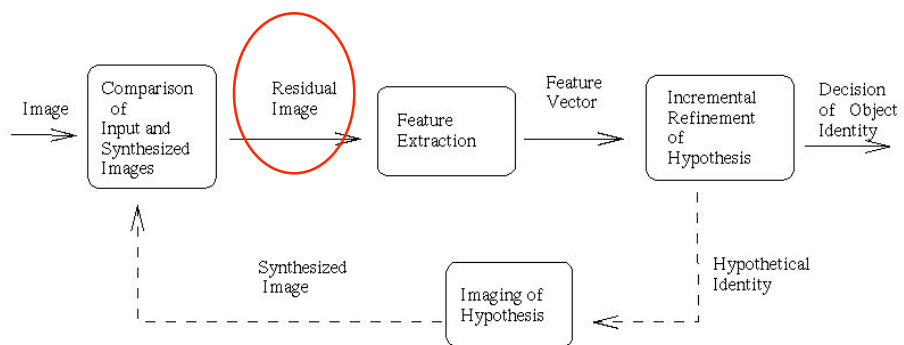 Image
Comparison
of
Input and
Synthesized
Images
Residual
Image
Feature
Extraction
Feature
Vector
Incremental
Refinement
of
Hypothesis
Decision
of Object
Identity
Synthesized
Image
Imaging of
Hypothesis
Hypothetical
Identity